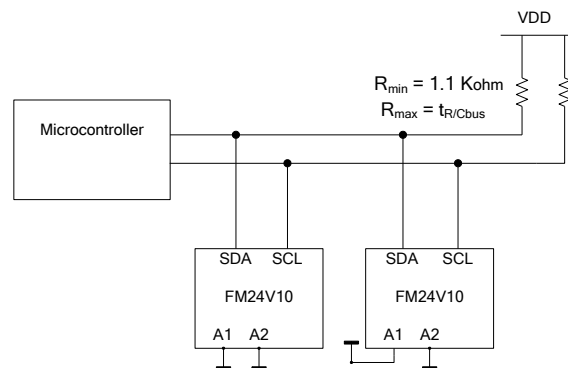 VDD
Rmin = 1.1 Kohm
Rmax = tR/Cbus
Microcontroller
SDA SCL SDA SCL
FM24V10 FM24V10
A1 A2 A1 A2